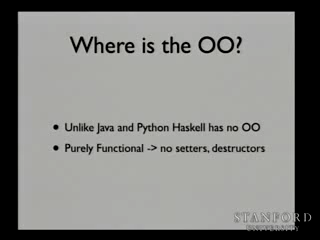 Where is the OO?
• Unlike Java and Python Haskell has no OO
• Purely Functional -> no setters, destructors
STANFORD
UNIVERSITY